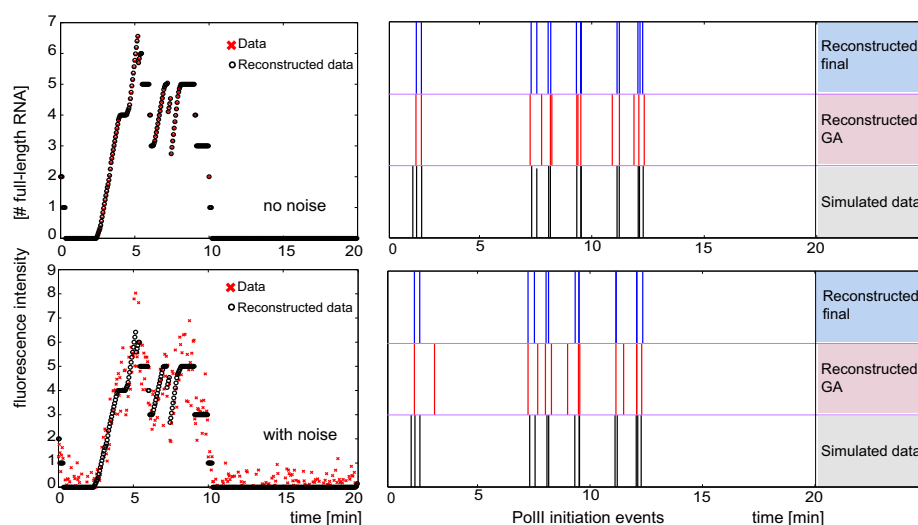 7
6
5
4
3
2
1
0
[# full-length RNA]
Data
Reconstructed data
no noise
0
5
10
15
20
Reconstructed
final
Reconstructed
GA
Simulated data
5
10
15
20
9
8
7
6
5
4
3
2
1
0
fluorescence intensity
Data
Reconstructed data
with noise
0
5
10
15
20
time [min]
Reconstructed
final
Reconstructed
GA
Simulated data
5
10
15
20
PolII initiation events
time [min]